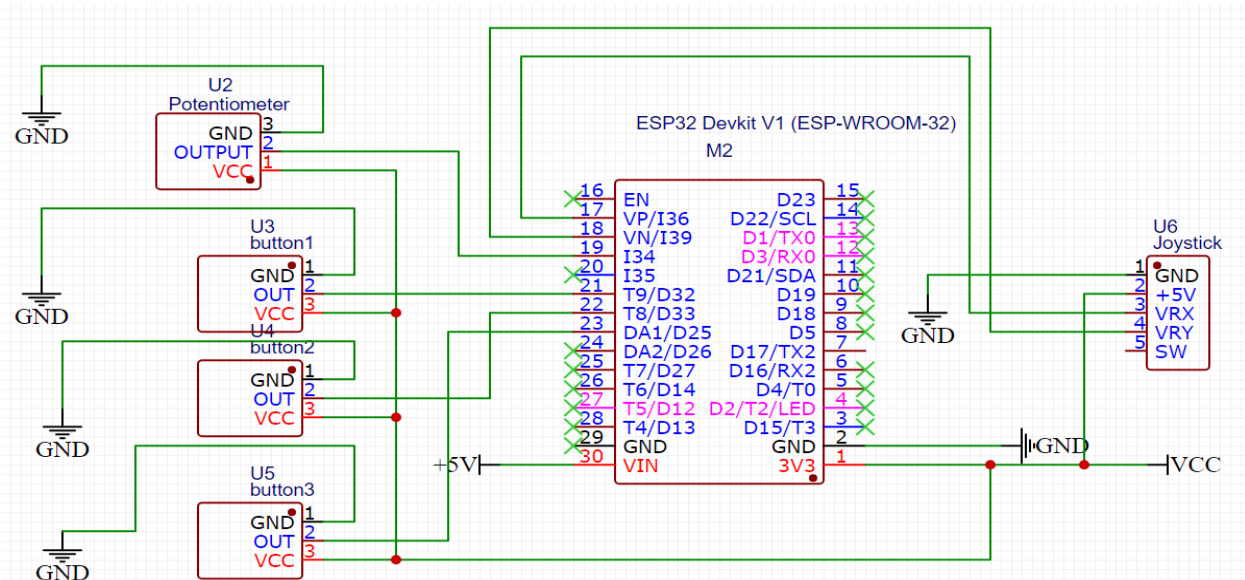 U2
Potentiometer
GND 3
OUTPUT 2
VCC 1
GND
U3
button1
GND 1
OUT 2
VCC 3
GND
U4
button2
GND 1
OUT 2
VCC 3
GND
U5
button3
GND 1
OUT 2
VCC 3
GND
ESP32 Devkit V1 (ESP-WROOM-32)
M2
16 EN D23 15
17 VP/I36 D22/SCL 14
18 VN/I39 D1/TX0 13
19 I34 D3/RX0 12
20 I35 D21/SDA 11
21 T9/D32 D19 10
22 T8/D33 D18 9
23 DA1/D25 D5 8
24 DA2/D26 D17/TX2 7
25 T7/D27 D16/RX2 6
26 T6/D14 D4/T0 5
27 T5/D12 D2/T2/LED 4
28 T4/D13 D15/T3 3
29 GND GND 2
30 VIN 3V3 1
+5V
GND
VCC
U6
Joystick
1 GND
2 +5V
3 VRX
4 VRY
5 SW
GND